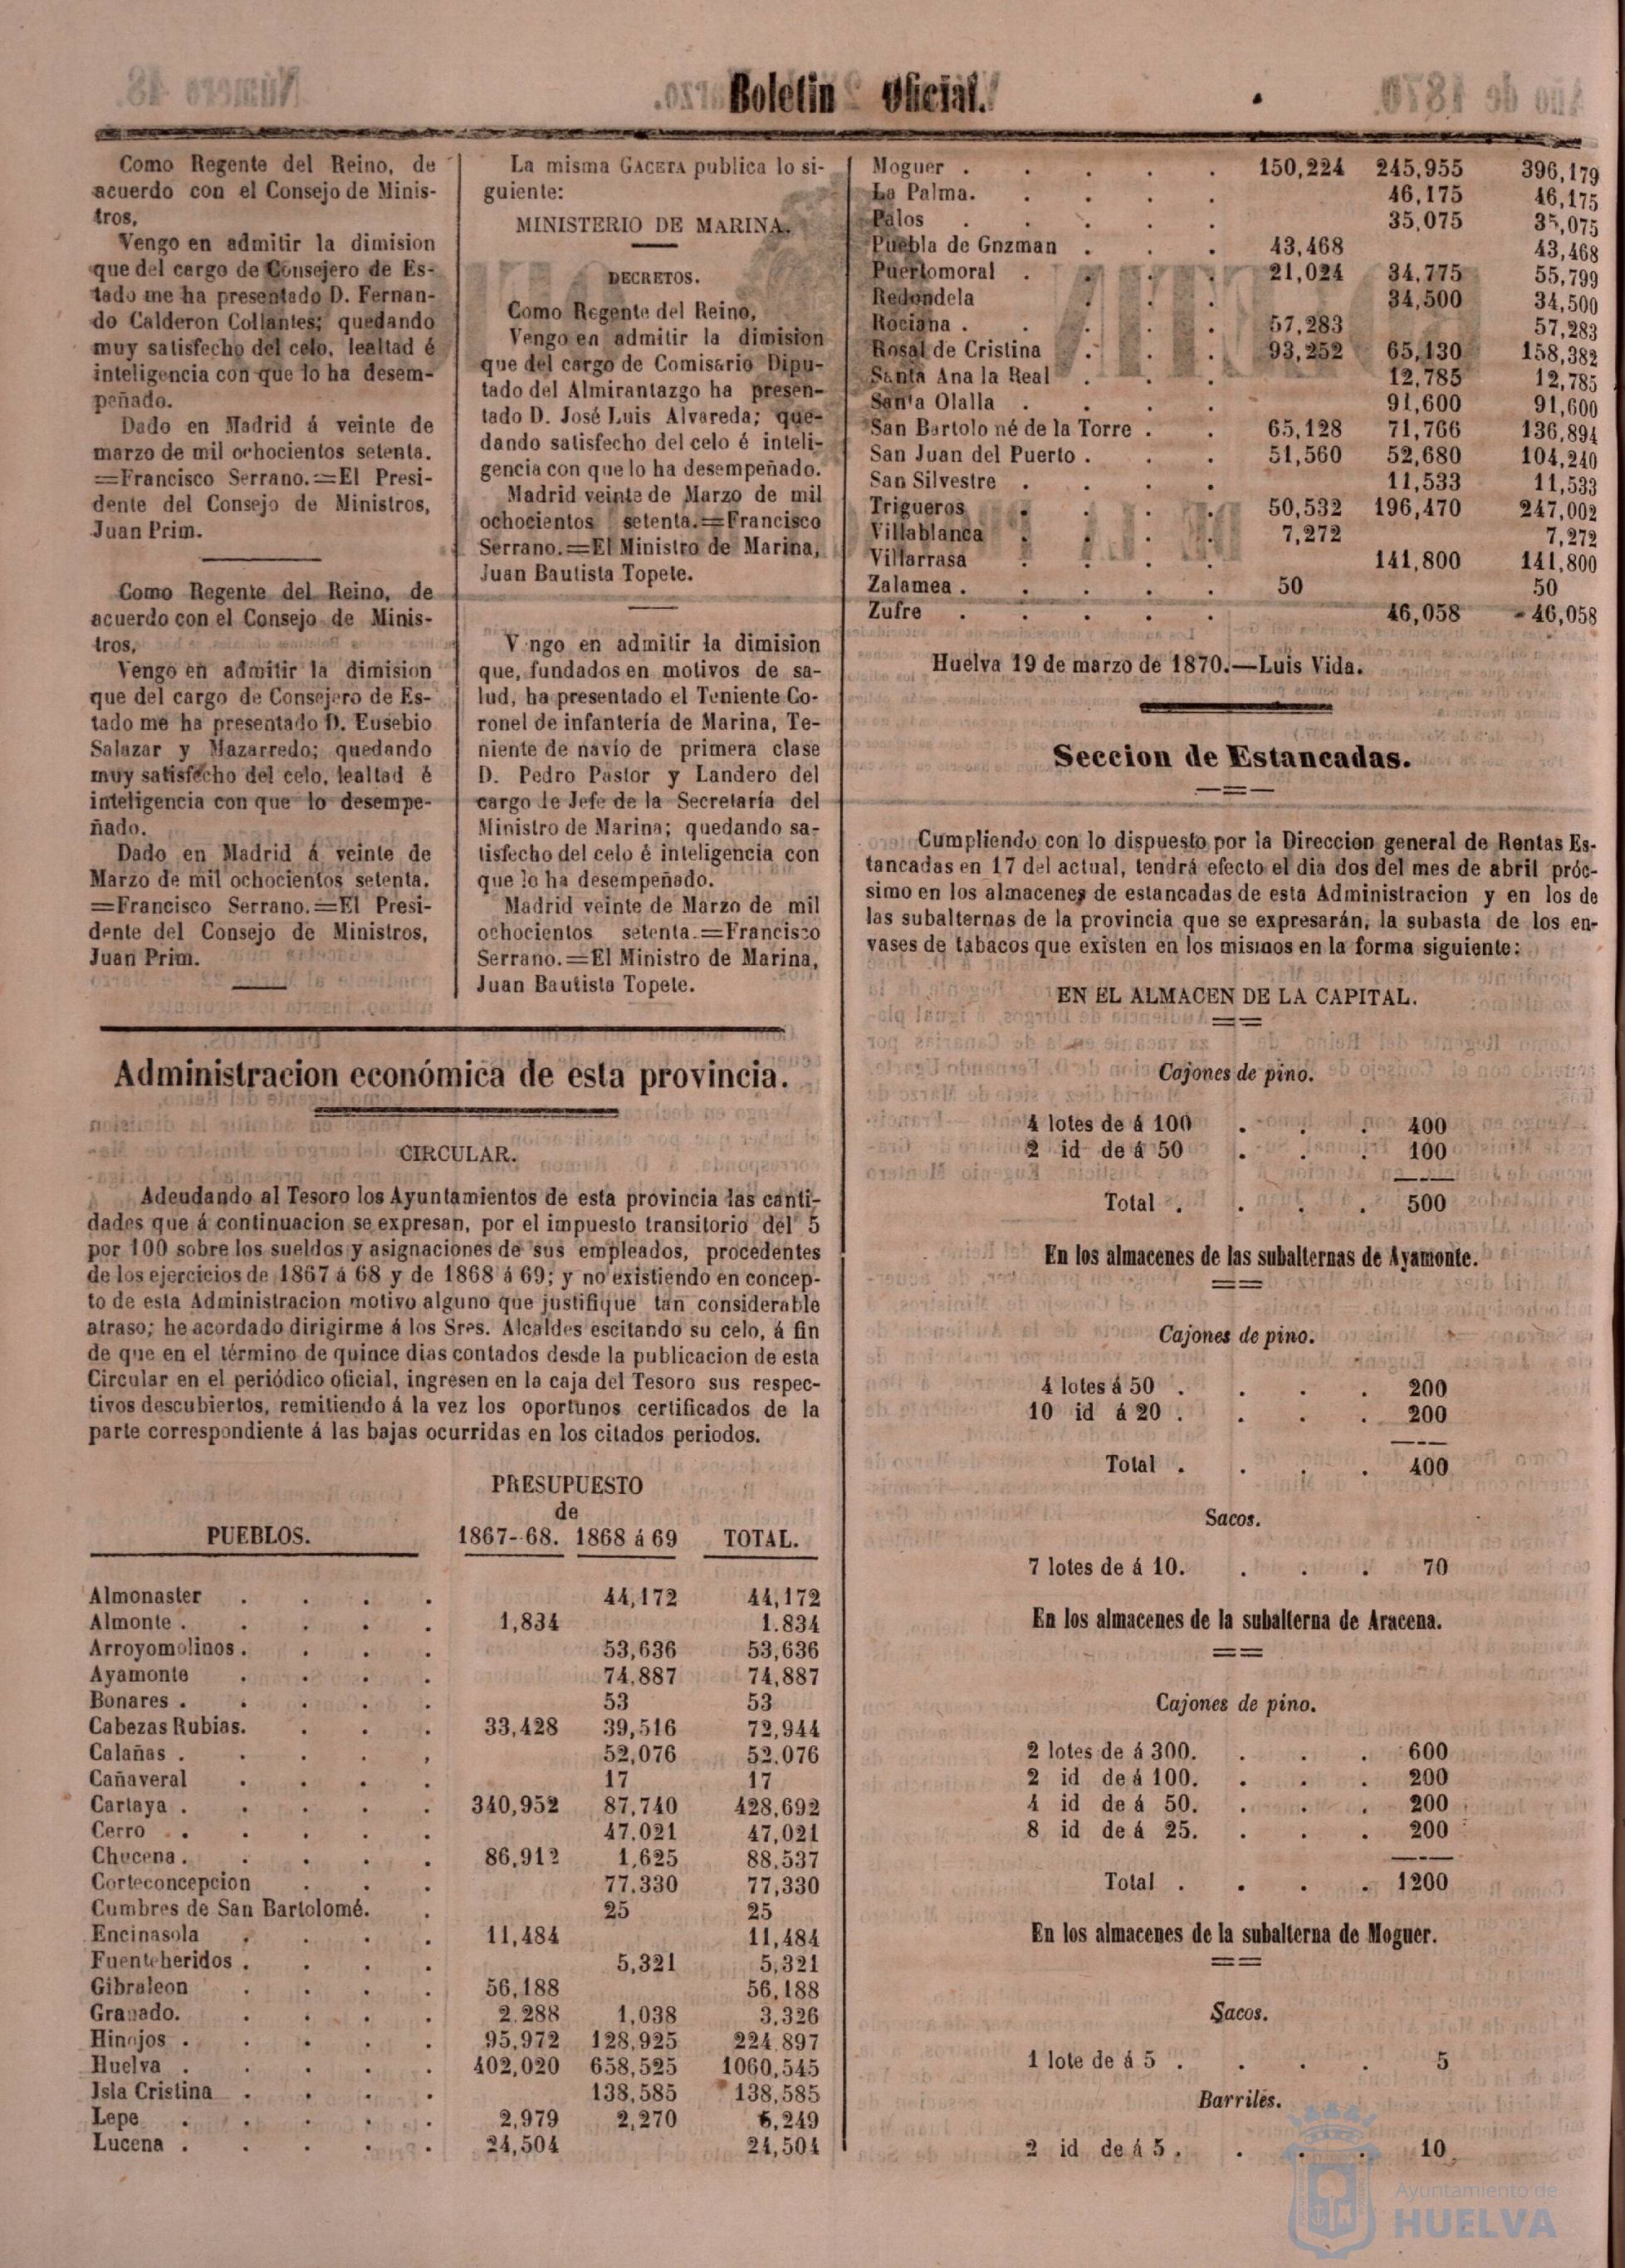 Boletin Oficial.
Como Regente del Reino, de
acuerdo con el Consejo de Minis-
tros,
Vengo en admitir la dimision
que del cargo de Consejero de Es-
tado me ha presentado D. Fernan-
do Calderon Collantes; quedando
muy satisfecho del celo, lealtad é
inteligencia con que lo ha desem-
peñado.
Dado en Madrid á veinte de
marzo de mil ochocientos setenta.
=Francisco Serrano.=El Presi-
dente del Consejo de Ministros,
Juan Prim.
Como Regente del Reino, de
acuerdo con el Consejo de Minis-
tros,
Vengo en admitir la dimision
que del cargo de Consejero de Es-
tado me ha presentado D. Eusebio
Salazar y Mazarredo; quedando
muy satisfecho del celo, lealtad é
inteligencia con que lo desempe-
ñado.
Dado en Madrid á veinte de
Marzo de mil ochocientos setenta.
=Francisco Serrano.=El Presi-
dente del Consejo de Ministros,
Juan Prim.
La misma GACETA publica lo si-
guiente:
MINISTERIO DE MARINA.
DECRETOS.
Como Regente del Reino,
Vengo en admitir la dimision
que del cargo de Comisario Dipu-
tado del Almirantazgo ha presen-
tado D. José Luis Alvareda; que-
dando satisfecho del celo é inteli-
gencia con que lo ha desempeñado.
Madrid veinte de Marzo de mil
ochocientos setenta.=Francisco
Serrano.=El Ministro de Marina,
Juan Bautista Topete.
V ngo en admitir la dimision
que, fundados en motivos de sa-
lud, ha presentado el Teniente Co-
ronel de infantería de Marina, Te-
niente de navío de primera clase
D. Pedro Pastor y Landero del
cargo de Jefe de la Secretaría del
Ministro de Marina; quedando sa-
tisfecho del celo é inteligencia con
que lo ha desempeñado.
Madrid veinte de Marzo de mil
ochocientos setenta.=Francisco
Serrano.=El Ministro de Marina,
Juan Bautista Topete.
Administracion económica de esta provincia.
CIRCULAR.
Adeudando al Tesoro los Ayuntamientos de esta provincia las canti-
dades que á continuacion se expresan, por el impuesto transitorio del 5
por 100 sobre los sueldos y asignaciones de sus empleados, procedentes
de los ejercicios de 1867 á 68 y de 1868 á 69; y no existiendo en concep-
to de esta Administracion motivo alguno que justifique tan considerable
atraso; he acordado dirigirme á los Sres. Alcaldes escitando su celo, á fin
de que en el término de quince dias contados desde la publicacion de esta
Circular en el periódico oficial, ingresen en la caja del Tesoro sus respec-
tivos descubiertos, remitiendo á la vez los oportunos certificados de la
parte correspondiente á las bajas ocurridas en los citados periodos.
PRESUPUESTO
de
PUEBLOS. 1867--68. 1868 á 69 TOTAL.
Almonaster . . . . 44,172 44,172
Almonte . . . . . 1,834 1.834
Arroyomolinos . . . . 53,636 53,636
Ayamonte . . . . 74,887 74,887
Bonares . . . . . 53 53
Cabezas Rubias. . . . 33,428 39,516 72,944
Calañas . . . . , 52,076 52.076
Cañaveral . . . . 17 17
Cartaya . . . . . 340,952 87,740 428,692
Cerro . . . . . . 47.021 47,021
Chucena . . . . . 86,912 1,625 88,537
Corteconcepcion . . . 77.330 77,330
Cumbres de San Bartolomé. . 25 25
Encinasola . . . . 11,484 11,484
Fuenteheridos . . . . 5,321 5,321
Gibraleon . . . . 56,188 56,188
Granado. . . . . 2.288 1,038 3,326
Hinojos . . . . . 95,972 128,925 224 897
Huelva . . . . . 402,020 658,525 1060,545
Isla Cristina . . . . 138,585 138,585
Lepe . . . . . 2,979 2,270 5,249
Lucena . . . . . 24,504 24,504
Moguer . . . . . 150,224 245,955 396,179
La Palma. . . . . 46,175 46,175
Palos . . . . . 35,075 35,075
Puebla de Gnzman . . . 43,468 43,468
Puertomoral . . . . 21,024 34,775 55,799
Redondela . . . 34,500 34,500
Rociana . . . . . 57,283 57,283
Rosal de Cristina . . . 93,252 65,130 158,382
Santa Ana la Real . . . 12,785 12,785
San'a Olalla . . . . 91,600 91,600
San Bartolo né de la Torre . . 65,128 71,766 136,894
San Juan del Puerto . . . 51,560 52,680 104,240
San Silvestre . . . . 11,533 11,533
Trigueros . . . . 50,532 196,470 247,002
Villablanca . . . . 7,272 7,272
Villarrasa . . . . 141,800 141,800
Zalamea . . . . . 50 50
Zufre . . . . . 46,058 46,058
Huelva 19 de marzo de 1870.—Luis Vida.
Seccion de Estancadas.
Cumpliendo con lo dispuesto por la Direccion general de Rentas Es-
tancadas en 17 del actual, tendrá efecto el dia dos del mes de abril próc-
simo en los almacenes de estancadas de esta Administracion y en los de
las subalternas de la provincia que se expresarán, la subasta de los en-
vases de tabacos que existen en los mismos en la forma siguiente:
EN EL ALMACEN DE LA CAPITAL.
Cajones de pino.
4 lotes de á 100 . . . 400
2 id de á 50 . . . 100
Total . . . . 500
En los almacenes de las subalternas de Ayamonte.
Cajones de pino.
4 lotes á 50 . . . . 200
10 id á 20 . . . . 200
Total . . . . 400
Sacos.
7 lotes de á 10. . . . 70
En los almacenes de la subalterna de Aracena.
Cajones de pino.
2 lotes de á 300. . . . 600
2 id de á 100. . . . 200
4 id de á 50. . . . 200
8 id de á 25. . . . 200
Total . . . . 1200
En los almacenes de la subalterna de Moguer.
Sacos.
1 lote de á 5 . . . . 5
Barriles.
2 id de á 5 . . . . 10
Ayuntamiento de
HUELVA